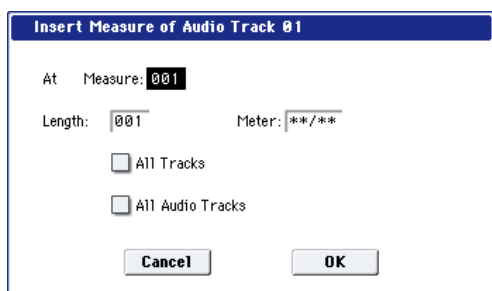 Insert Measure of Audio Track 01
At Measure: 001
Length: 001 Meter: **/**
All Tracks
All Audio Tracks
Cancel OK